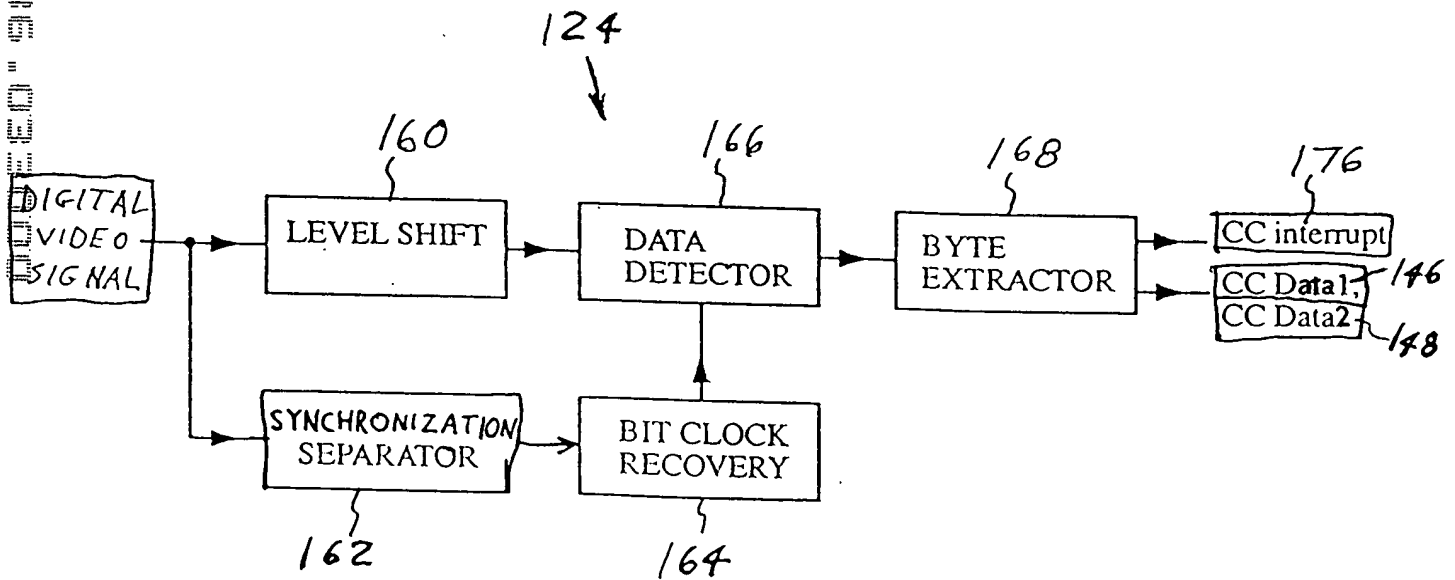 124
160
166
168
176
DIGITAL
VIDEO
SIGNAL
LEVEL SHIFT
DATA
DETECTOR
BYTE
EXTRACTOR
CC interrupt
CC Data1,
146
CC Data2
148
SYNCHRONIZATION
SEPARATOR
BIT CLOCK
RECOVERY
162
164